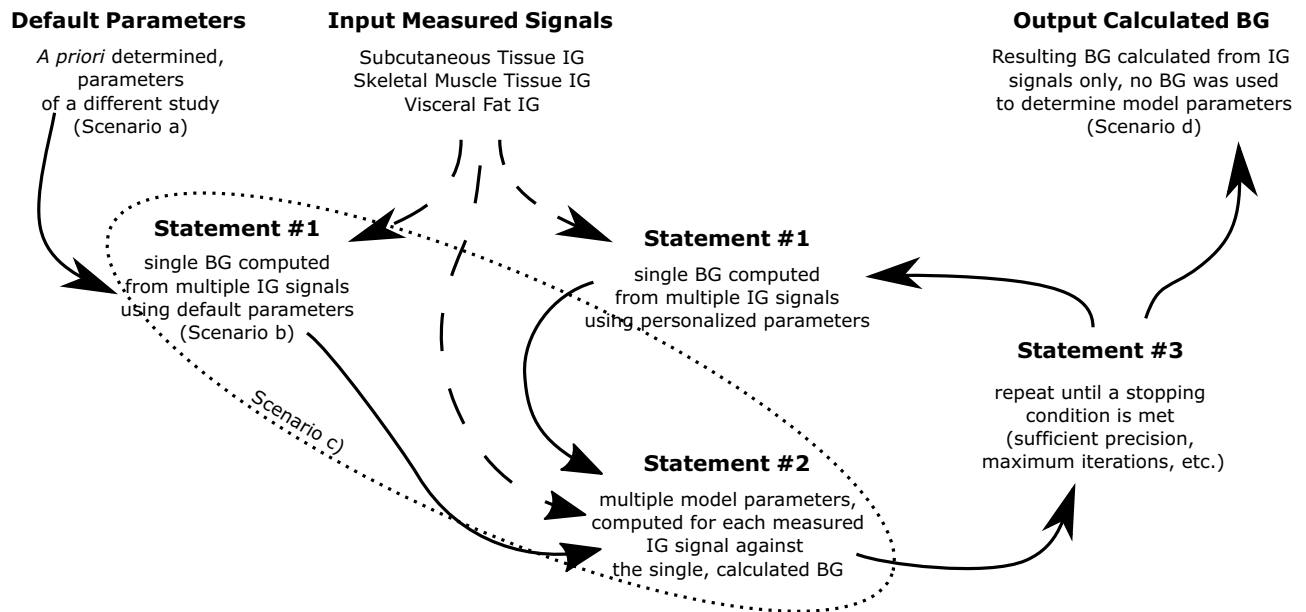 Default Parameters
A priori determined,
parameters
of a different study
(Scenario a)
Input Measured Signals
Subcutaneous Tissue IG
Skeletal Muscle Tissue IG
Visceral Fat IG
Output Calculated BG
Resulting BG calculated from IG
signals only, no BG was used
to determine model parameters
(Scenario d)
Statement #1
single BG computed
from multiple IG signals
using default parameters
(Scenario b)
Statement #1
single BG computed
from multiple IG signals
using personalized parameters
Scenario c)
Statement #2
multiple model parameters,
computed for each measured
IG signal against
the single, calculated BG
Statement #3
repeat until a stopping
condition is met
(sufficient precision,
maximum iterations, etc.)